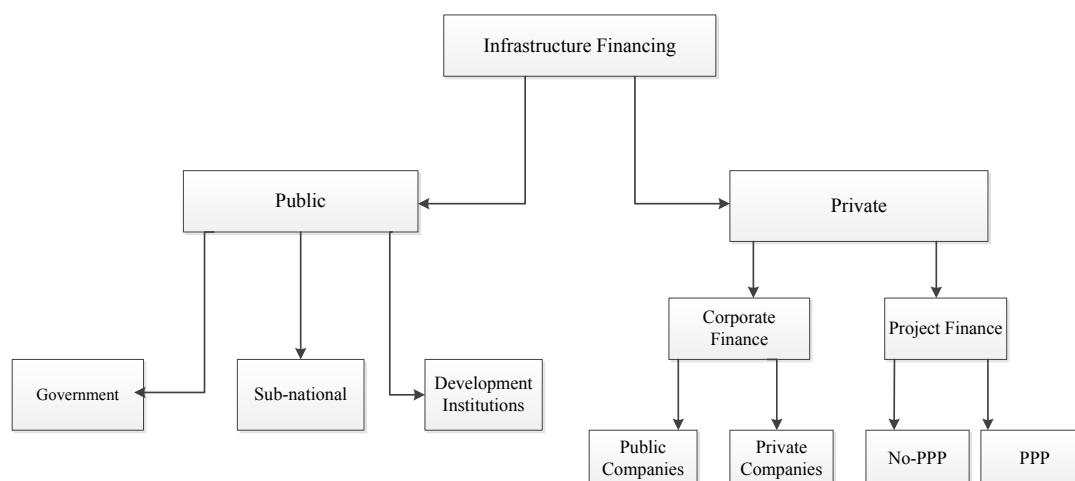 Infrastructure Financing
Public
Private
Corporate
Finance
Project Finance
Government
Sub-national
Development
Institutions
Public
Companies
Private
Companies
No-PPP
PPP